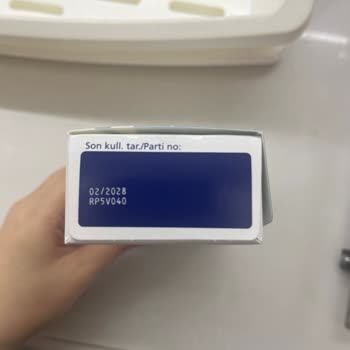 Son kull. tar./Parti no:
02/2028
RP5V040